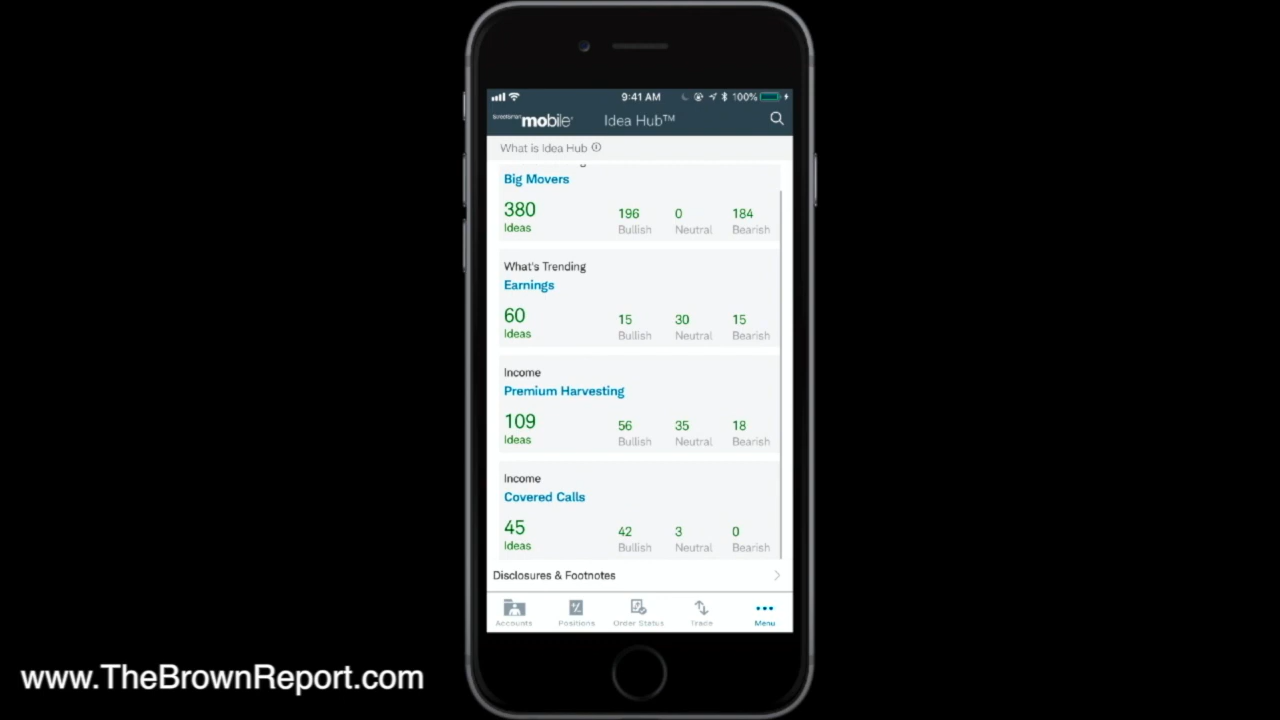 9:41 AM 100%
mobile Idea Hub™
What is Idea Hub
Big Movers
380 196 0 184
Ideas Bullish Neutral Bearish
What's Trending
Earnings
60 15 30 15
Ideas Bullish Neutral Bearish
Income
Premium Harvesting
109 56 35 18
Ideas Bullish Neutral Bearish
Income
Covered Calls
45 42 3 0
Ideas Bullish Neutral Bearish
Disclosures & Footnotes
Accounts Positions Order Status Trade Menu
www.TheBrownReport.com